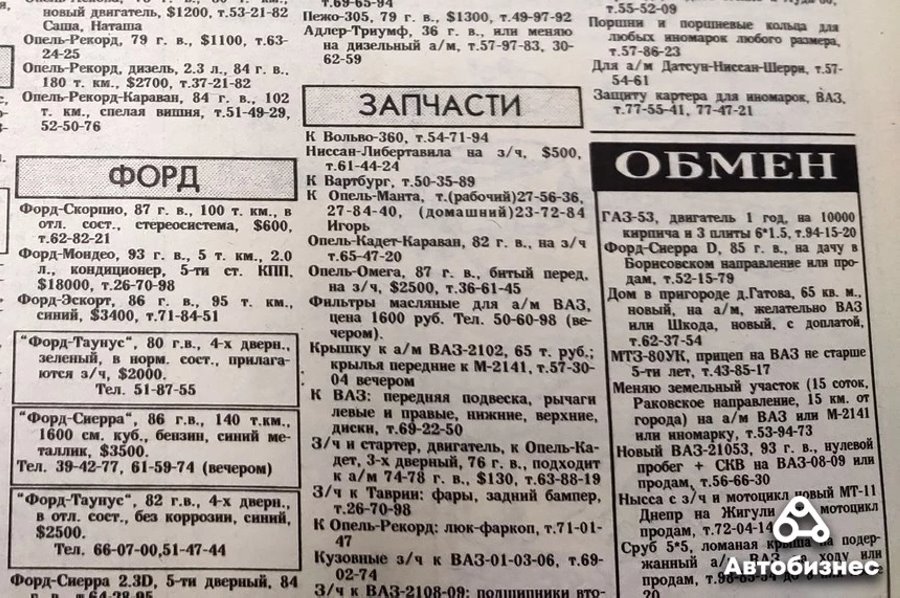 новый двигатель, $1200, т.53-21-82
Саша, Наташа
Опель-Рекорд, 79 г. в., $1100, т.63-
24-25
Опель-Рекорд, дизель, 2.3 л., 84 г. в.,
180 т. км., $2700, т.37-21-82
Опель-Рекорд-Караван, 84 г. в., 102
т. км., спелая вишня, т.51-49-29,
52-50-76
ФОРД
Форд-Скорпио, 87 г. в., 100 т. км., в
отл. сост., стереосистема, $600,
т.62-82-21
Форд-Мондео, 93 г. в., 5 т. км., 2.0
л., кондиционер, 5-ти ст. КПП,
$18000, т.26-70-98
Форд-Эскорт, 86 г. в., 95 т. км.,
синий, $3400, т.71-84-51
"Форд-Таунус", 80 г.в., 4-х дверн.,
зеленый, в норм. сост., прилага-
ются з/ч, $2000.
Тел. 51-87-55
"Форд-Сиерра", 86 г.в., 140 т.км.,
1600 см. куб., бензин, синий ме-
таллик, $3500.
Тел. 39-42-77, 61-59-74 (вечером)
"Форд-Таунус", 82 г.в., 4-х дверн.,
в отл. сост., без коррозии, синий,
$2500.
Тел. 66-07-00,51-47-44
Форд-Сиерра 2.3D, 5-ти дверный, 84
т.69-65-94
Пежо-305, 79 г. в., $1300, т.49-97-92
Адлер-Триумф, 36 г. в., или меняю
на дизельный а/м, т.57-97-83, 30-
62-59
ЗАПЧАСТИ
К Вольво-360, т.54-71-94
Ниссан-Либертавила на з/ч, $500,
т.61-44-24
К Вартбург, т.50-35-89
К Опель-Манта, т.(рабочий)27-56-36,
27-84-40, (домашний)23-72-84
Игорь
Опель-Кадет-Караван, 82 г. в., на з/ч
т.65-47-20
Опель-Омега, 87 г. в., битый перед,
на з/ч, $2500, т.36-61-45
Фильтры масляные для а/м ВАЗ,
цена 1600 руб. Тел. 50-60-98 (ве-
чером).
Крышку к а/м ВАЗ-2102, 65 т. руб.;
крылья передние к М-2141, т.57-30-
04 вечером
К ВАЗ: передняя подвеска, рычаги
левые и правые, нижние, верхние,
диски, т.69-22-50
З/ч и стартер, двигатель, к Опель-Ка-
дет, 3-х дверный, 76 г. в., подходит
к а/м 74-78 г. в., $130, т.63-88-19
З/ч к Таврии: фары, задний бампер,
т.26-70-98
К Опель-Рекорд: люк-фаркоп, т.71-01-
47
Кузовные з/ч к ВАЗ-01-03-06, т.69-
02-74
З/ч к ВАЗ-2108-09: подшипники
т.55-52-09
Поршни и поршневые кольца для
любых иномарок любого размера,
т.57-86-23
Для а/м Датсун-Ниссан-Шерри, т.57-
54-61
Защиту картера для иномарок, ВАЗ,
т.77-55-41, 77-47-21
ОБМЕН
ГАЗ-53, двигатель 1 год, на 10000
кирпича и 3 плиты 6*1.5, т.94-15-20
Форд-Сиерра D, 85 г. в., на дачу в
Борисовском направление или про-
дам, т.52-15-79
Дом в пригороде д.Гатова, 65 кв. м.,
новый, на а/м, желательно ВАЗ
или Шкода, новый, с доплатой,
т.62-37-54
МТЗ-80УК, прицеп на ВАЗ не старше
5-ти лет, т.43-85-17
Меняю земельный участок (15 соток,
Раковское направление, 15 км. от
города) на а/м ВАЗ или М-2141
или иномарку, т.53-94-73
Новый ВАЗ-21053, 93 г. в., нулевой
пробег + СКВ на ВАЗ-08-09 или
продам, т.56-66-30
Нысса с з/ч и мотоцикл новый МТ-11
Днепр на Жигули мотоцикл
продам, т.72-04-14
Сруб 5*5, ломаная крыша на подер-
жанный а/м ВАЗ ходу или
продам,
Автобизнес